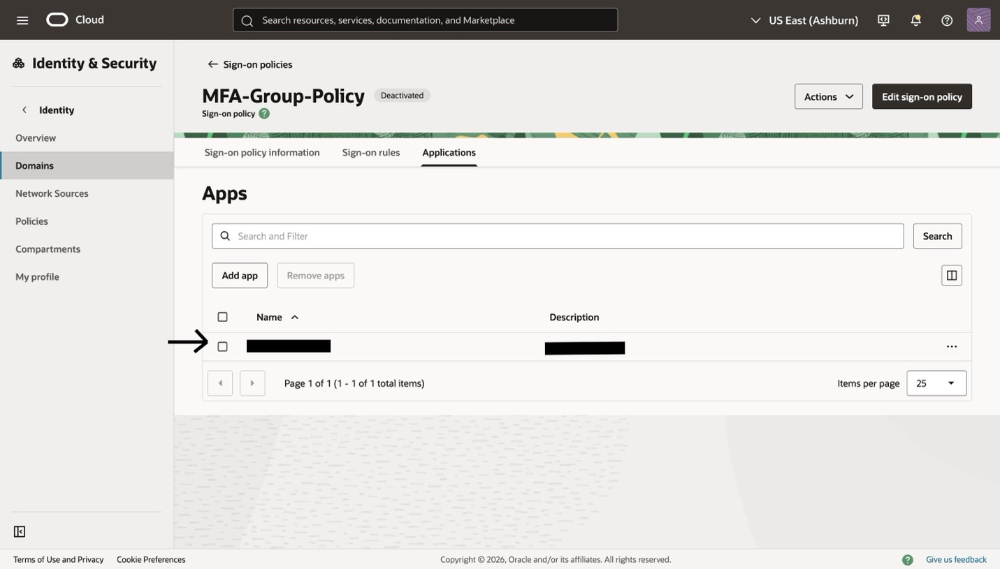 Cloud
Search resources, services, documentation, and Marketplace
US East (Ashburn)
Identity & Security
Identity
Overview
Domains
Network Sources
Policies
Compartments
My profile
Sign-on policies
MFA-Group-Policy
Deactivated
Sign-on policy
?
Actions
Edit sign-on policy
Sign-on policy information
Sign-on rules
Applications
Apps
Search and Filter
Search
Add app
Remove apps
Name
Description
Page 1 of 1 (1 - 1 of 1 total items)
Items per page
25
Terms of Use and Privacy
Cookie Preferences
Copyright © 2026, Oracle and/or its affiliates. All rights reserved.
?
Give us feedback